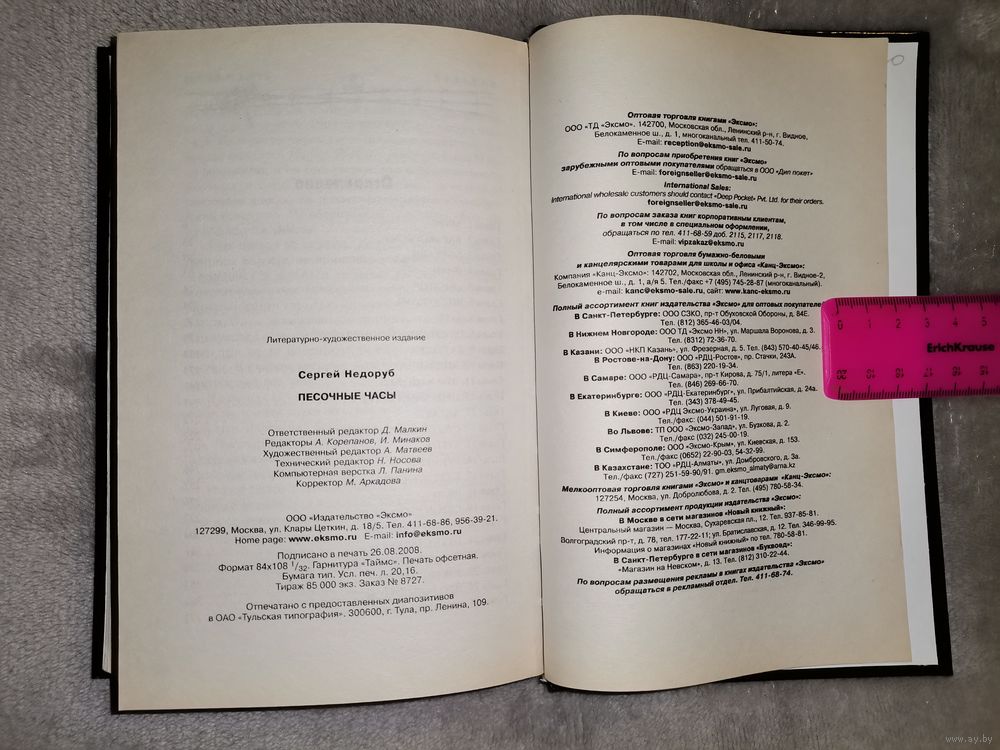 Литературно-художественное издание
Сергей Недоруб
ПЕСОЧНЫЕ ЧАСЫ
Ответственный редактор Д. Малкин
Редакторы А. Корепанов, И. Минаков
Художественный редактор А. Матвеев
Технический редактор Н. Носова
Компьютерная верстка Л. Панина
Корректор М. Аркадова
ООО «Издательство «Эксмо»
127299, Москва, ул. Клары Цеткин, д. 18/5. Тел. 411-68-86, 956-39-21.
Home page: www.eksmo.ru E-mail: info@eksmo.ru
Подписано в печать 26.08.2008.
Формат 84x108 1/32. Гарнитура «Таймс». Печать офсетная.
Бумага тип. Усл. печ. л. 20,16.
Тираж 85 000 экз. Заказ № 8727.
Отпечатано с предоставленных диапозитивов
в ОАО «Тульская типография». 300600, г. Тула, пр. Ленина, 109.
Оптовая торговля книгами «Эксмо»:
ООО «ТД «Эксмо». 142700, Московская обл., Ленинский р-н, г. Видное,
Белокаменное ш., д. 1, многоканальный тел. 411-50-74.
E-mail: reception@eksmo-sale.ru
По вопросам приобретения книг «Эксмо»
зарубежными оптовыми покупателями обращаться в ООО «Дип покет»
E-mail: foreignseller@eksmo-sale.ru
International Sales:
International wholesale customers should contact «Deep Pocket» Pvt. Ltd. for their orders.
foreignseller@eksmo-sale.ru
По вопросам заказа книг корпоративным клиентам,
в том числе в специальном оформлении,
обращаться по тел. 411-68-59 доб. 2115, 2117, 2118.
E-mail: vipzakaz@eksmo.ru
Оптовая торговля бумажно-беловыми
и канцелярскими товарами для школы и офиса «Канц-Эксмо»:
Компания «Канц-Эксмо»: 142702, Московская обл., Ленинский р-н, г. Видное-2,
Белокаменное ш., д. 1, а/я 5. Тел./факс +7 (495) 745-28-87 (многоканальный).
e-mail: kanc@eksmo-sale.ru, сайт: www.kanc-eksmo.ru
Полный ассортимент книг издательства «Эксмо» для оптовых покупателе
В Санкт-Петербурге: ООО СЗКО, пр-т Обуховской Обороны, д. 84Е.
Тел. (812) 365-46-03/04.
В Нижнем Новгороде: ООО ТД «Эксмо НН», ул. Маршала Воронова, д. 3.
Тел. (8312) 72-36-70.
В Казани: ООО «НКП Казань», ул. Фрезерная, д. 5. Тел. (843) 570-40-45/46.
В Ростове-на-Дону: ООО «РДЦ-Ростов», пр. Стачки, 243А.
Тел. (863) 220-19-34.
В Самаре: ООО «РДЦ-Самара», пр-т Кирова, д. 75/1, литера «Е».
Тел. (846) 269-66-70.
В Екатеринбурге: ООО «РДЦ-Екатеринбург», ул. Прибалтийская, д. 24а.
Тел. (343) 378-49-45.
В Киеве: ООО «РДЦ Эксмо-Украина», ул. Луговая, д. 9.
Тел./факс: (044) 501-91-19.
Во Львове: ТП ООО «Эксмо-Запад», ул. Бузкова, д. 2.
Тел./факс (032) 245-00-19.
В Симферополе: ООО «Эксмо-Крым», ул. Киевская, д. 153.
Тел./факс (0652) 22-90-03, 54-32-99.
В Казахстане: ТОО «РДЦ-Алматы», ул. Домбровского, д. 3а.
Тел./факс (727) 251-59-90/91. gm.eksmo_almaty@arna.kz
Мелкооптовая торговля книгами «Эксмо» и канцтоварами «Канц-Эксмо»:
127254, Москва, ул. Добролюбова, д. 2. Тел. (495) 780-58-34.
Полный ассортимент продукции издательства «Эксмо»:
В Москве в сети магазинов «Новый книжный»:
Центральный магазин — Москва, Сухаревская пл., 12. Тел. 937-85-81.
Волгоградский пр-т, д. 78, тел. 177-22-11; ул. Братиславская, д. 12. Тел. 346-99-95.
Информация о магазинах «Новый книжный» по тел. 780-58-81.
В Санкт-Петербурге в сети магазинов «Буквоед»:
«Магазин на Невском», д. 13. Тел. (812) 310-22-44.
По вопросам размещения рекламы в книгах издательства «Эксмо»
обращаться в рекламный отдел. Тел. 411-68-74.
0 1 2 3 4 5
ErichKrause
www.ay.by